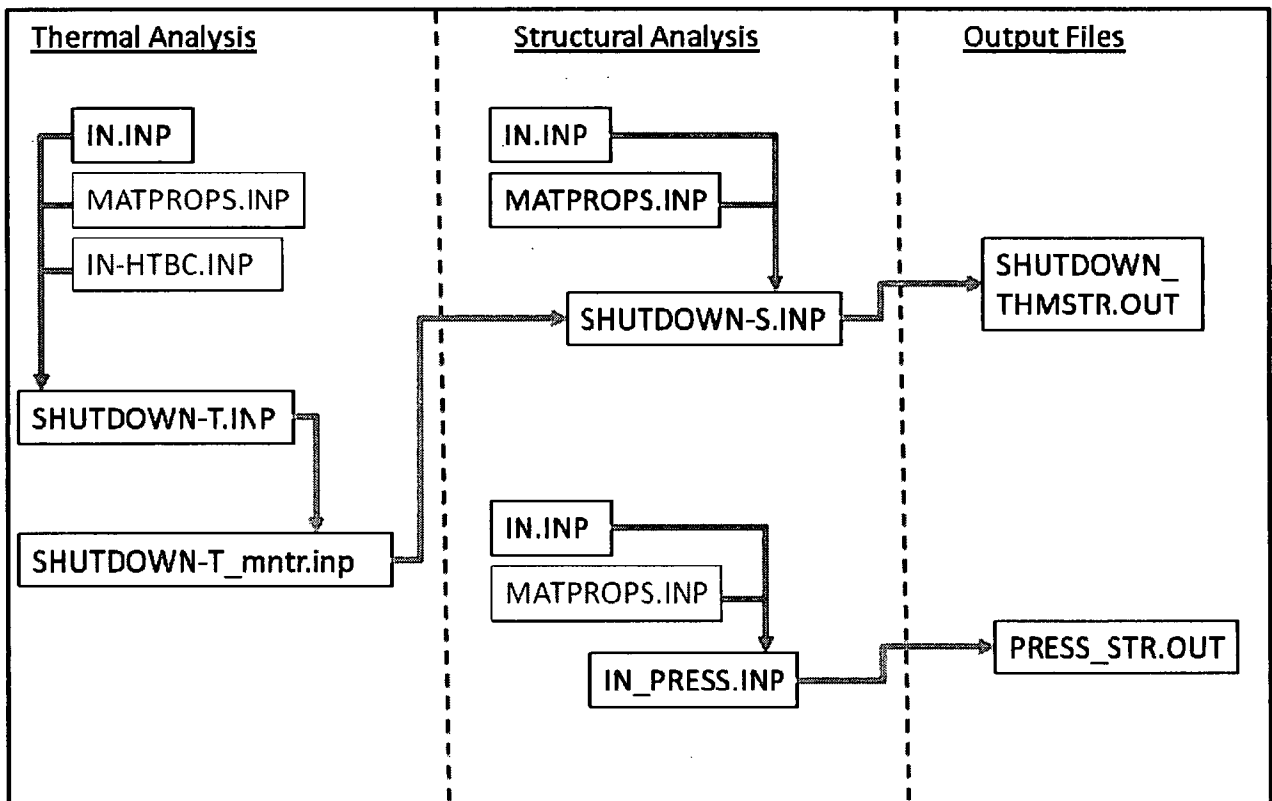 Thermal Analysis
IN.INP
MATPROPS.INP
IN-HTBC.INP
SHUTDOWN-T.INP
SHUTDOWN-T_mntr.inp
Structural Analysis
IN.INP
MATPROPS.INP
SHUTDOWN-S.INP
IN.INP
MATPROPS.INP
IN_PRESS.INP
Output Files
SHUTDOWN_
THMSTR.OUT
PRESS_STR.OUT